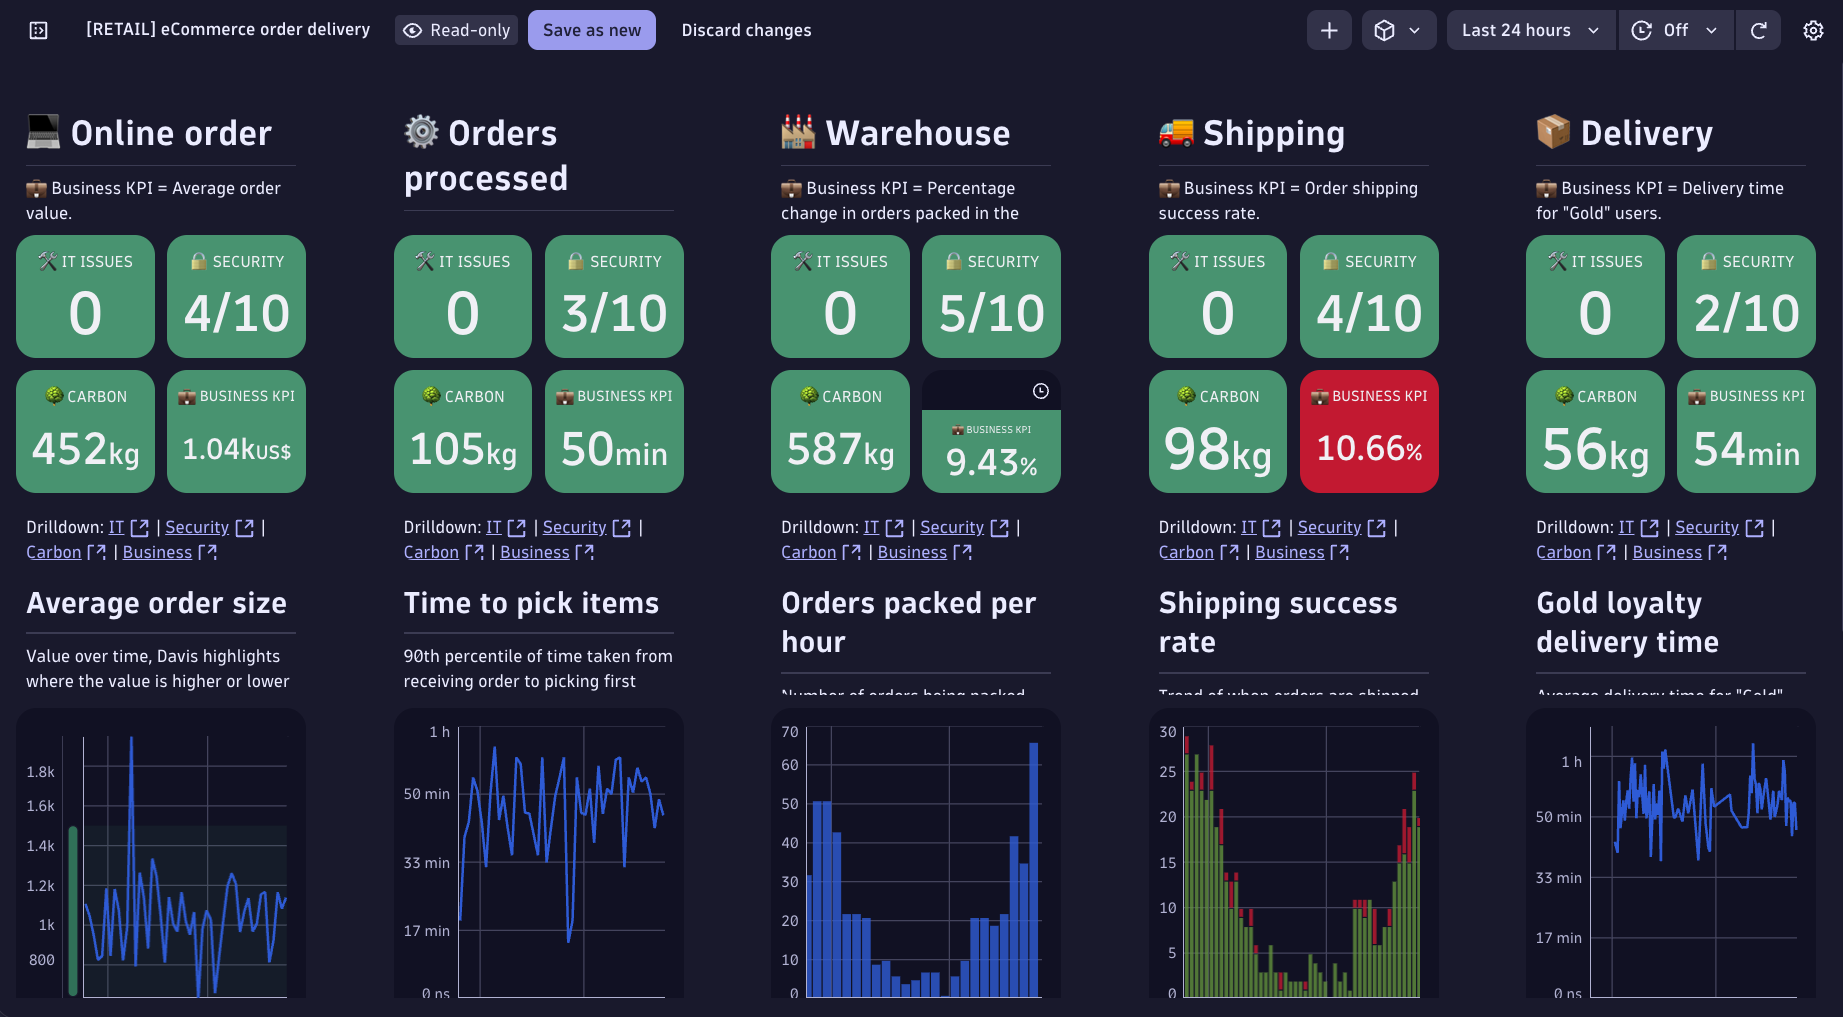 [RETAIL] eCommerce order delivery
Read-only
Save as new
Discard changes
Last 24 hours
Off
Online order
Business KPI = Average order
value.
IT ISSUES
0
SECURITY
4/10
CARBON
452kg
BUSINESS KPI
1.04kUS$
Drilldown: IT | Security |
Carbon | Business
Average order size
Value over time, Davis highlights
where the value is higher or lower
1.8k
1.6k
1.4k
1.2k
1k
800
Orders
processed
IT ISSUES
0
SECURITY
3/10
CARBON
105kg
BUSINESS KPI
50min
Drilldown: IT | Security |
Carbon | Business
Time to pick items
90th percentile of time taken from
receiving order to picking first
1 h
50 min
33 min
17 min
0 ns
Warehouse
Business KPI = Percentage
change in orders packed in the
IT ISSUES
0
SECURITY
5/10
CARBON
587kg
BUSINESS KPI
9.43%
Drilldown: IT | Security |
Carbon | Business
Orders packed per
hour
Number of orders being packed
70
60
50
40
30
20
10
0
Shipping
Business KPI = Order shipping
success rate.
IT ISSUES
0
SECURITY
4/10
CARBON
98kg
BUSINESS KPI
10.66%
Drilldown: IT | Security |
Carbon | Business
Shipping success
rate
Trend of when orders are shipped
30
25
20
15
10
5
0
Delivery
Business KPI = Delivery time
for "Gold" users.
IT ISSUES
0
SECURITY
2/10
CARBON
56kg
BUSINESS KPI
54min
Drilldown: IT | Security |
Carbon | Business
Gold loyalty
delivery time
Average delivery time for "Gold"
1 h
50 min
33 min
17 min
0 ns